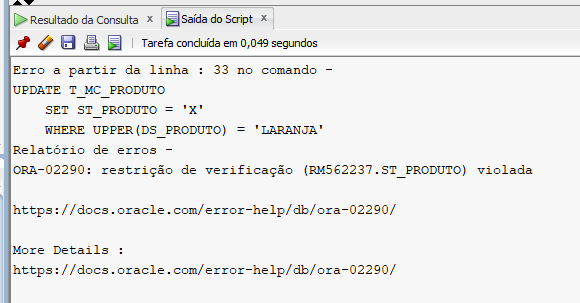 Resultado da Consulta x Saída do Script x
Tarefa concluída em 0,049 segundos
Erro a partir da linha : 33 no comando -
UPDATE T_MC_PRODUTO
SET ST_PRODUTO = 'X'
WHERE UPPER(DS_PRODUTO) = 'LARANJA'
Relatório de erros -
ORA-02290: restrição de verificação (RM562237.ST_PRODUTO) violada
https://docs.oracle.com/error-help/db/ora-02290/
More Details :
https://docs.oracle.com/error-help/db/ora-02290/